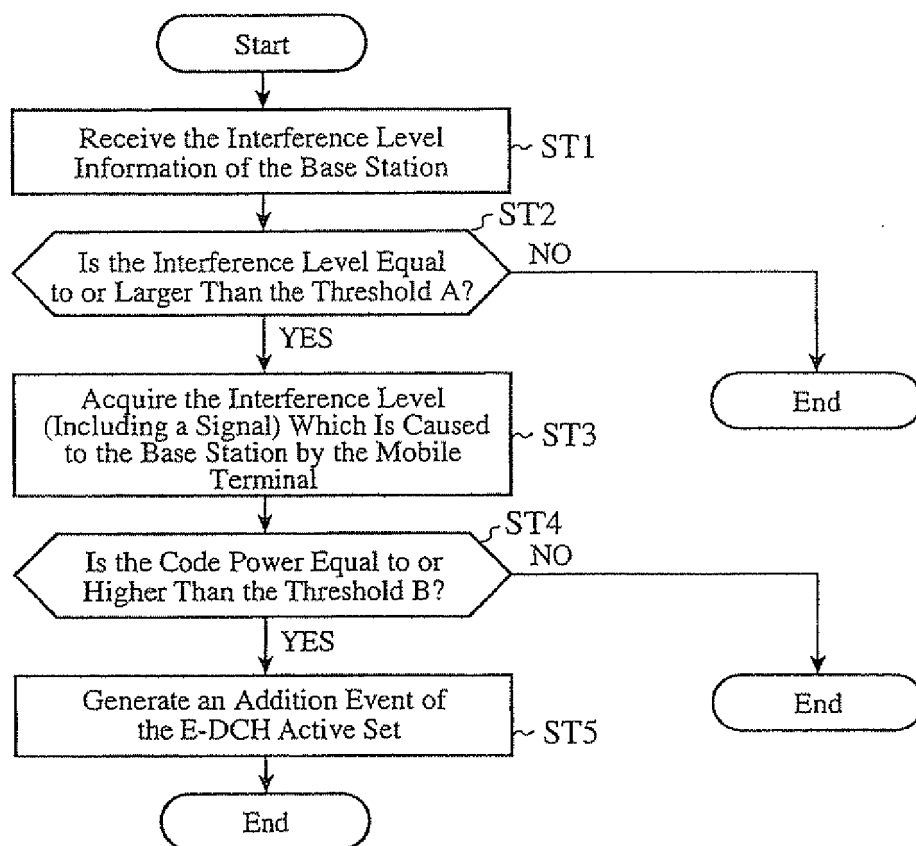 Start
Receive the Interference Level
Information of the Base Station
ST1
ST2
Is the Interference Level Equal
to or Larger Than the Threshold A?
NO
YES
End
Acquire the Interference Level
(Including a Signal) Which Is Caused
to the Base Station by the Mobile
Terminal
ST3
ST4
Is the Code Power Equal to or
Higher Than the Threshold B?
NO
YES
End
Generate an Addition Event of
the E-DCH Active Set
ST5
End